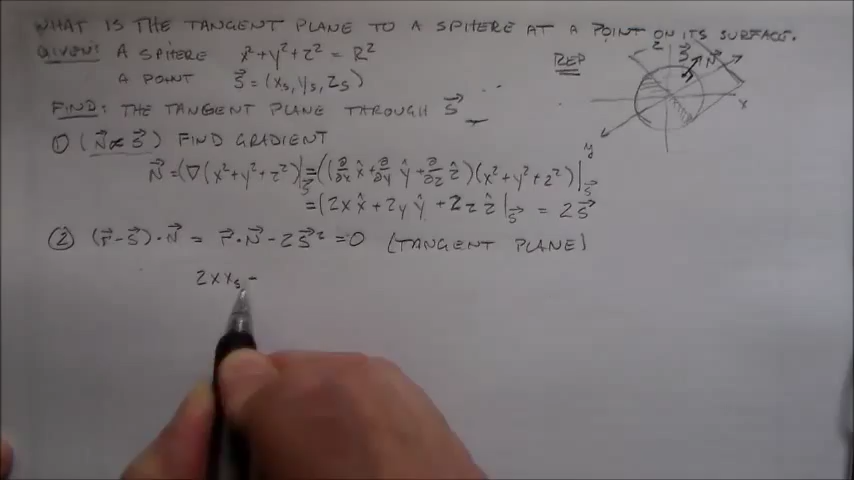 WHAT IS THE TANGENT PLANE TO A SPHERE AT A POINT ON ITS SURFACE.
GIVEN: A SPHERE x²+y²+z² = R²
A POINT S⃗ = (xₛ, yₛ, zₛ)
REP
z S⃗ N⃗
x
y
FIND: THE TANGENT PLANE THROUGH S⃗
① (N⃗ ∝ S⃗) FIND GRADIENT
N⃗ = (∇(x²+y²+z²)|ₛ⃗ = ((∂/∂x x̂ + ∂/∂y ŷ + ∂/∂z ẑ)(x²+y²+z²)|ₛ⃗
= (2x x̂ + 2y ŷ + 2z ẑ|ₛ⃗ = 2S⃗
② (r⃗ - S⃗)·N⃗ = r⃗·N⃗ - 2S⃗² = 0 (TANGENT PLANE)
2xxₛ -